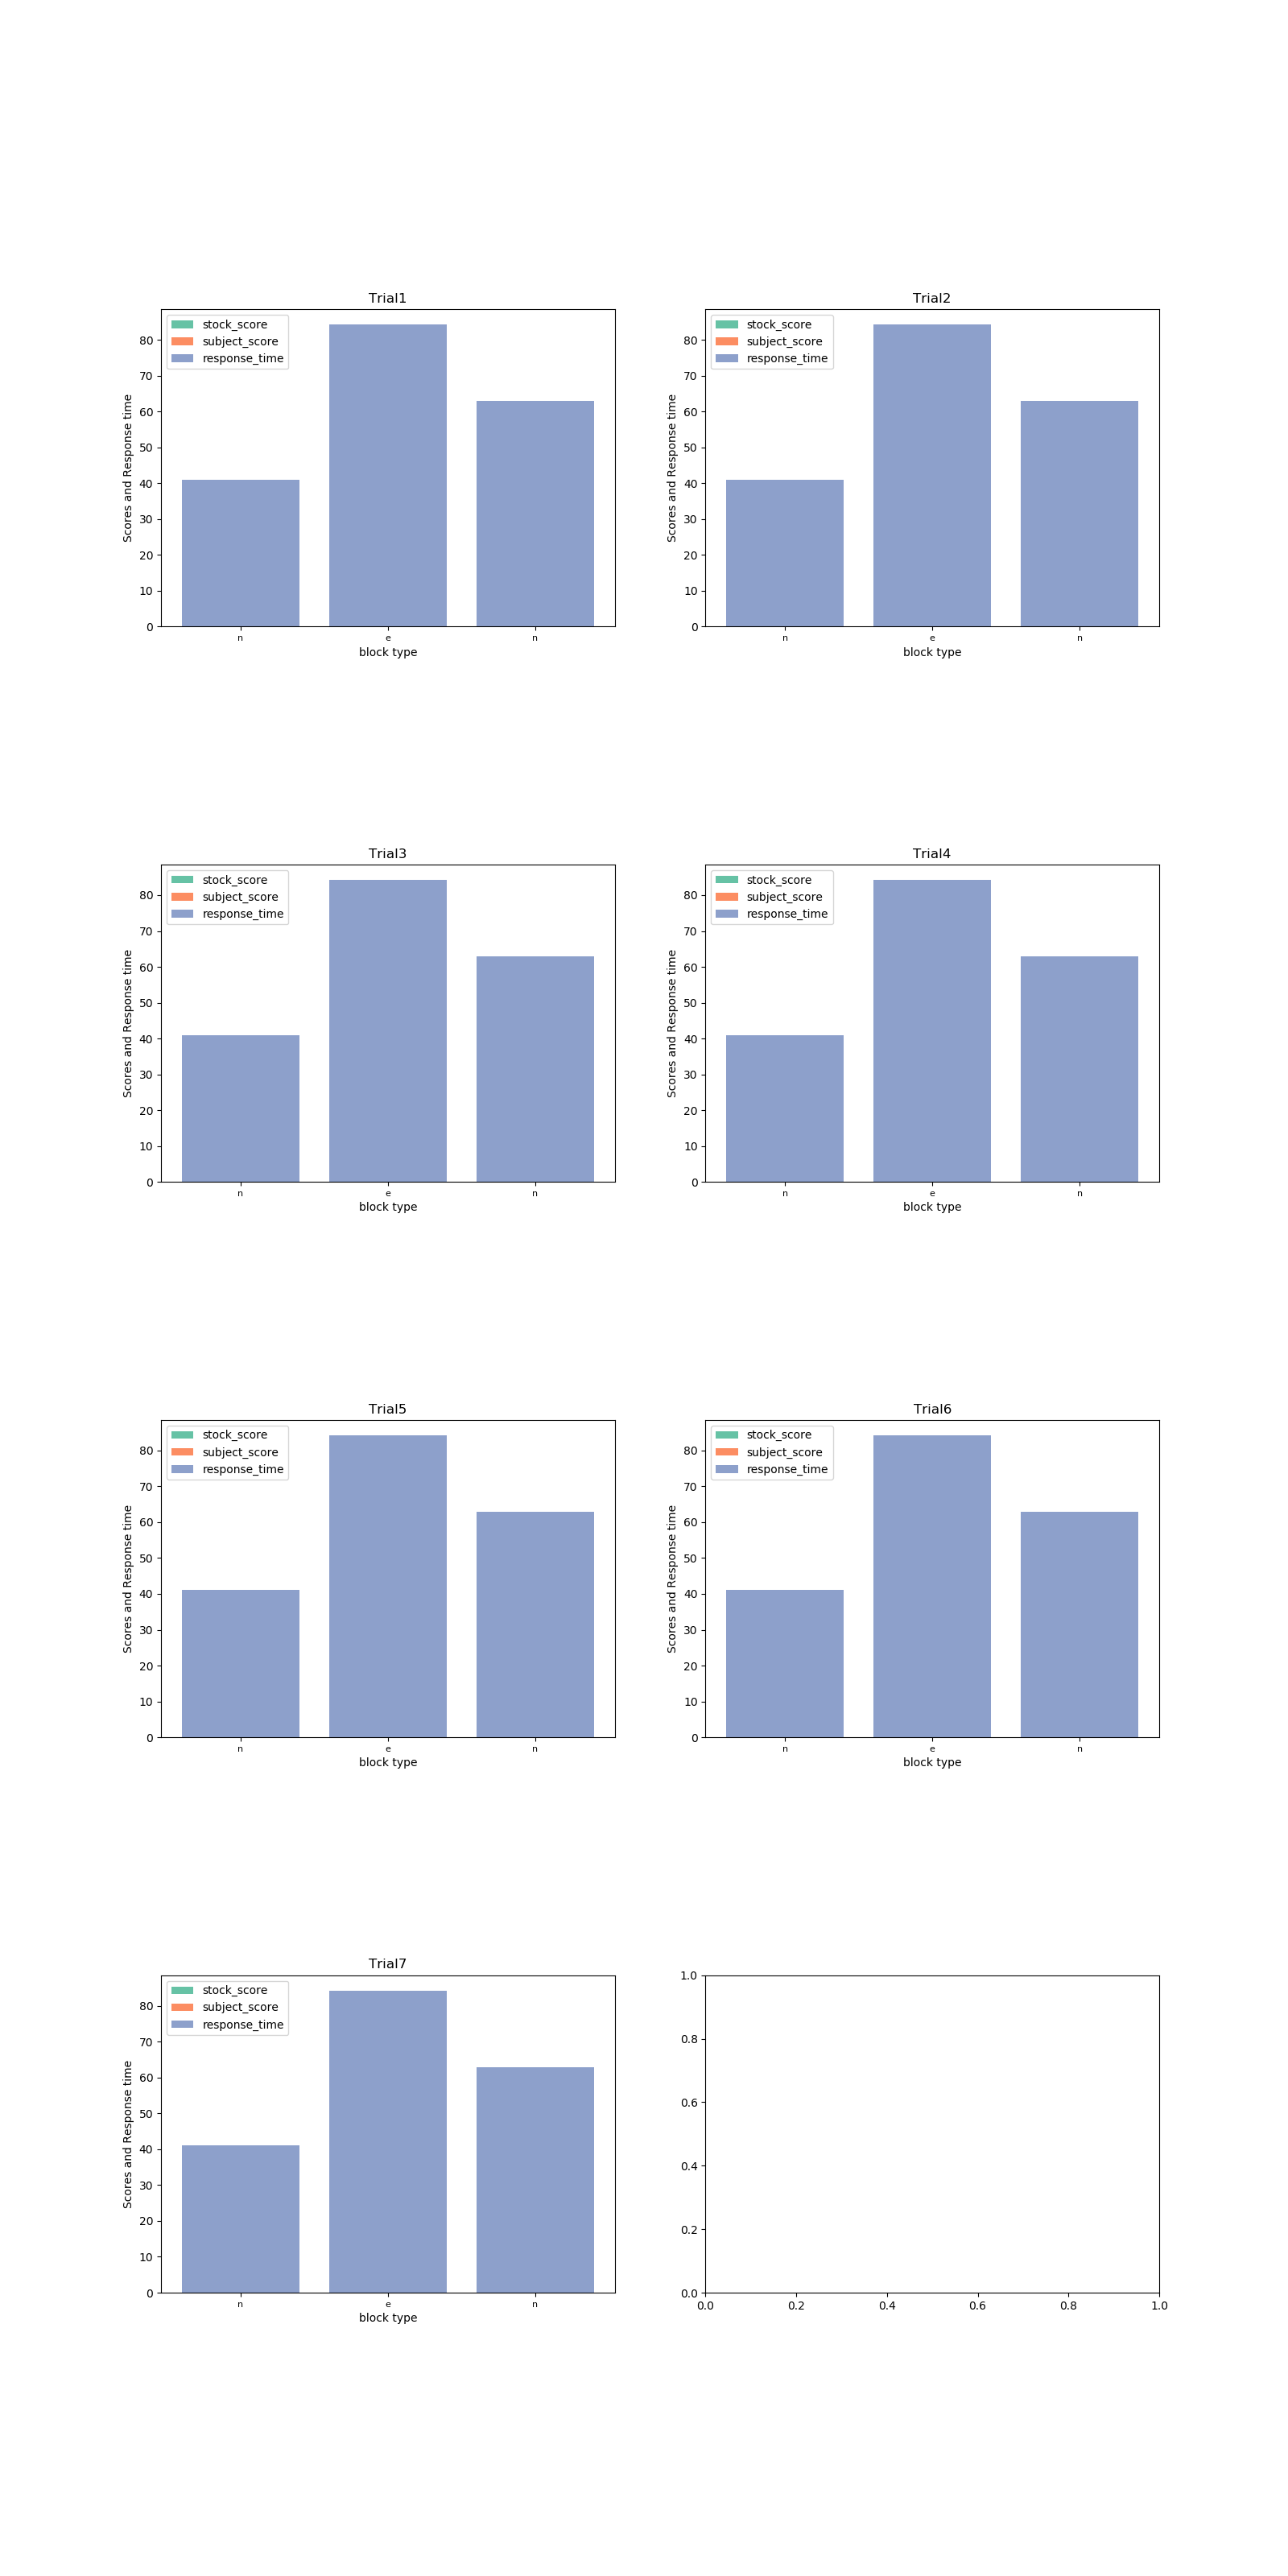 Trial1
stock_score
subject_score
response_time
Scores and Response time
80
70
60
50
40
30
20
10
0
n e n
block type
Trial2
stock_score
subject_score
response_time
Scores and Response time
80
70
60
50
40
30
20
10
0
n e n
block type
Trial3
stock_score
subject_score
response_time
Scores and Response time
80
70
60
50
40
30
20
10
0
n e n
block type
Trial4
stock_score
subject_score
response_time
Scores and Response time
80
70
60
50
40
30
20
10
0
n e n
block type
Trial5
stock_score
subject_score
response_time
Scores and Response time
80
70
60
50
40
30
20
10
0
n e n
block type
Trial6
stock_score
subject_score
response_time
Scores and Response time
80
70
60
50
40
30
20
10
0
n e n
block type
Trial7
stock_score
subject_score
response_time
Scores and Response time
80
70
60
50
40
30
20
10
0
n e n
block type
1.0
0.8
0.6
0.4
0.2
0.0
0.0 0.2 0.4 0.6 0.8 1.0